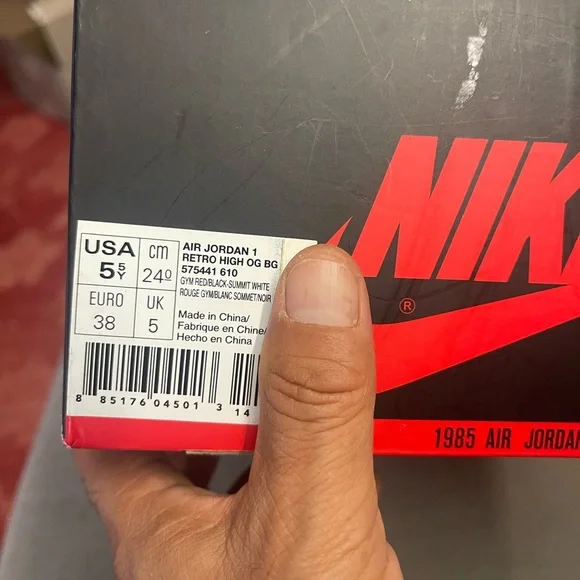 USA
5 5Y
cm
24⁰
EURO
38
UK
5
AIR JORDAN 1
RETRO HIGH OG BG
575441 610
GYM RED/BLACK-SUMMIT WHITE
ROUGE GYM/BLANC SOMMET/NOIR
Made in China/
Fabrique en Chine/
Hecho en China
8 85176 04501 3 14
NIK
®
1985 AIR JORDAN